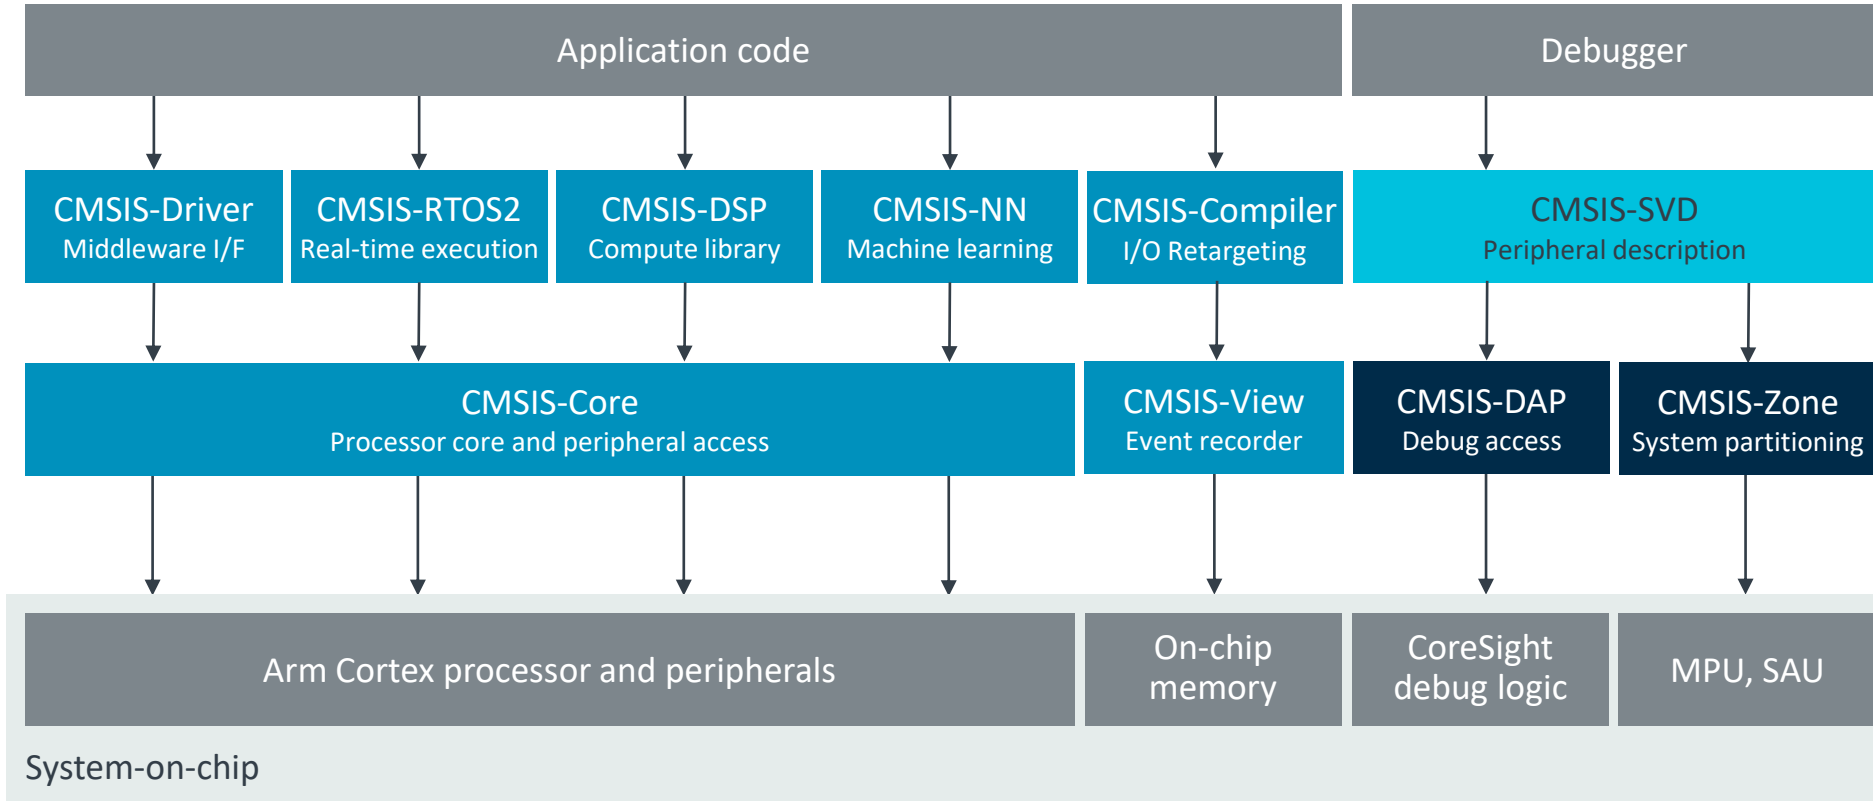 Application code
Debugger
CMSIS-Driver
Middleware I/F
CMSIS-RTOS2
Real-time execution
CMSIS-DSP
Compute library
CMSIS-NN
Machine learning
CMSIS-Compiler
I/O Retargeting
CMSIS-SVD
Peripheral description
CMSIS-Core
Processor core and peripheral access
CMSIS-View
Event recorder
CMSIS-DAP
Debug access
CMSIS-Zone
System partitioning
Arm Cortex processor and peripherals
On-chip
memory
CoreSight
debug logic
MPU, SAU
System-on-chip